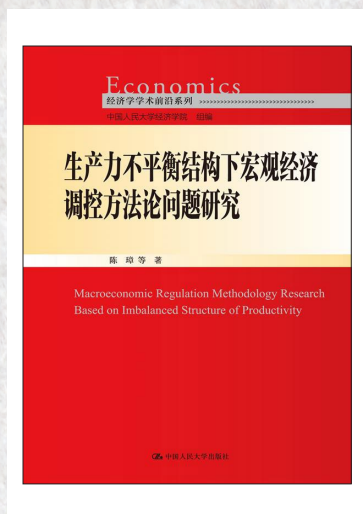 Economics
经济学学术前沿系列 >>>>>>>>>>>>>>>>>>>>>>>>>>>>>>>>
中国人民大学经济学院 组编
生产力不平衡结构下宏观经济
调控方法论问题研究
陈 璋 等 著
Macroeconomic Regulation Methodology Research
Based on Imbalanced Structure of Productivity
中国人民大学出版社